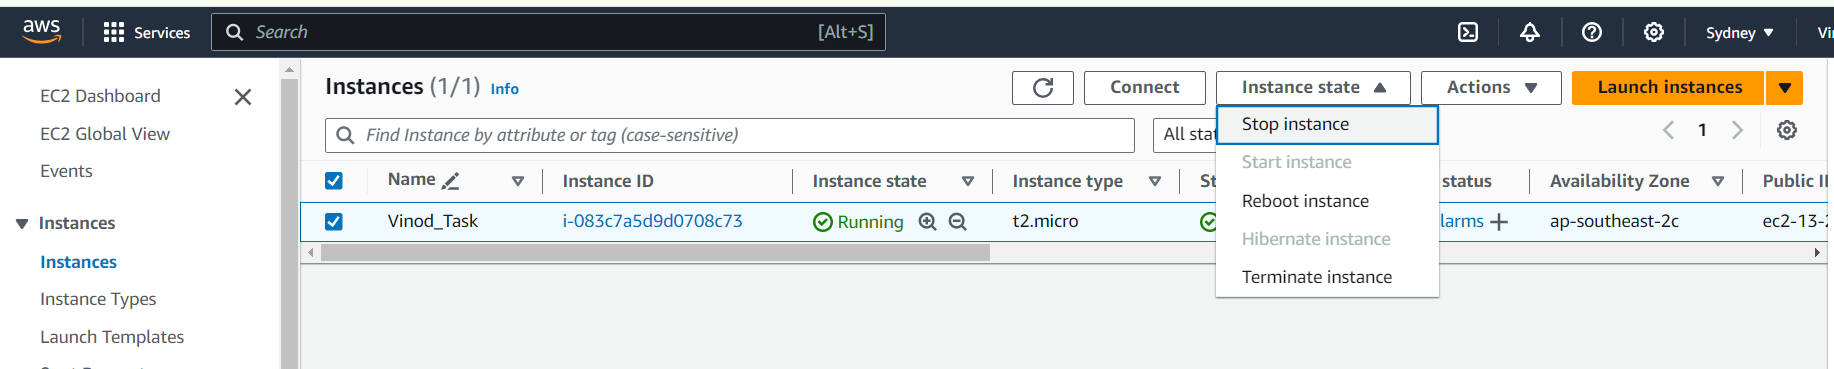 aws
Services
Search
[Alt+S]
Sydney
EC2 Dashboard
EC2 Global View
Events
Instances
Instances
Instance Types
Launch Templates
Instances (1/1) Info
Connect
Instance state
Actions
Launch instances
Find Instance by attribute or tag (case-sensitive)
All stat
1
Stop instance
Start instance
Reboot instance
Hibernate instance
Terminate instance
Name
Instance ID
Instance state
Instance type
St
status
Availability Zone
Public I
Vinod_Task
i-083c7a5d9d0708c73
Running
t2.micro
larms
ap-southeast-2c
ec2-13-2